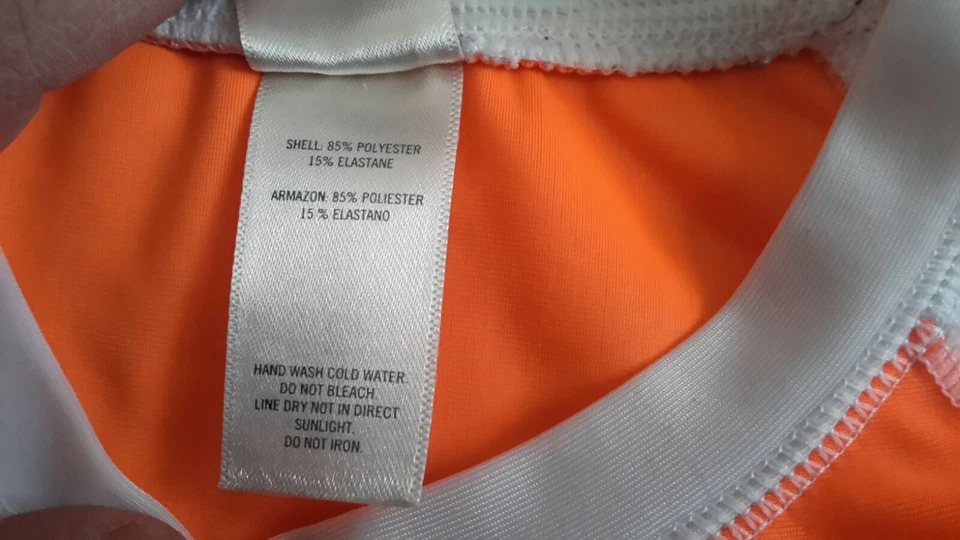 SHELL: 85% POLYESTER
15% ELASTANE
ARMAZON: 85% POLIESTER
15 % ELASTANO
HAND WASH COLD WATER.
DO NOT BLEACH.
LINE DRY NOT IN DIRECT
SUNLIGHT.
DO NOT IRON.